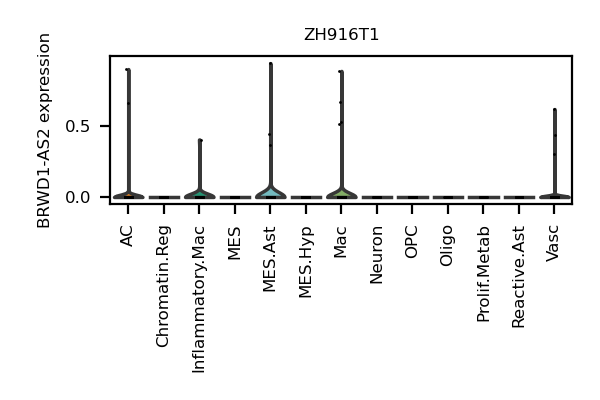 ZH916T1
BRWD1-AS2 expression
0.5
0.0
AC
Chromatin.Reg
Inflammatory.Mac
MES
MES.Ast
MES.Hyp
Mac
Neuron
OPC
Oligo
Prolif.Metab
Reactive.Ast
Vasc